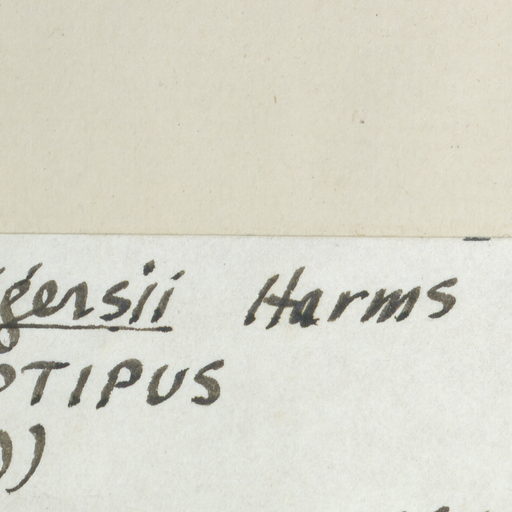 gersii Harms
OTIPUS
))